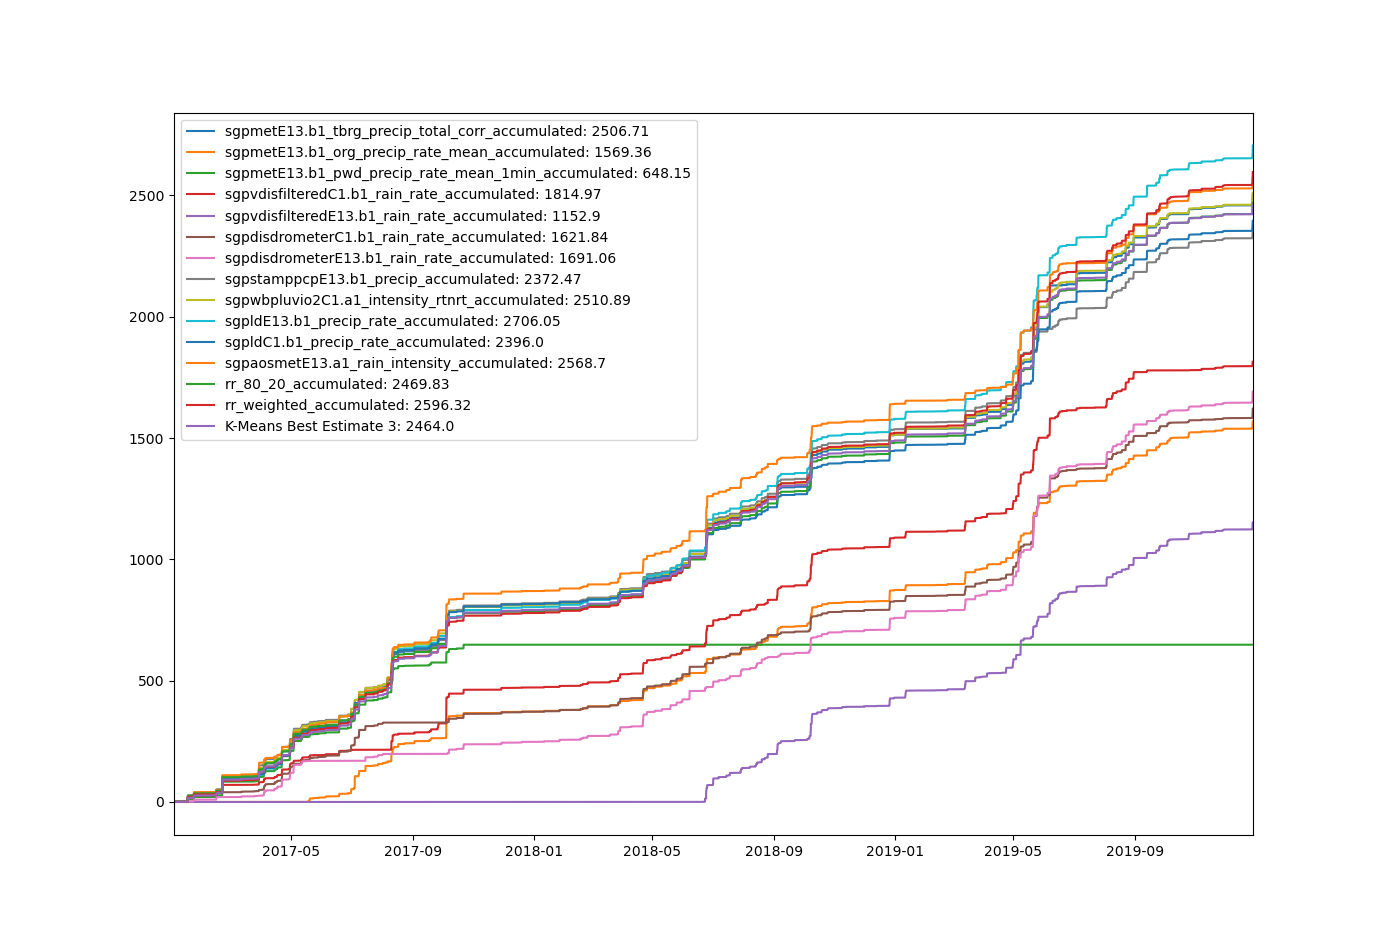 sgpmetE13.b1_tbrg_precip_total_corr_accumulated: 2506.71
sgpmetE13.b1_org_precip_rate_mean_accumulated: 1569.36
sgpmetE13.b1_pwd_precip_rate_mean_1min_accumulated: 648.15
sgpvdisfilteredC1.b1_rain_rate_accumulated: 1814.97
sgpvdisfilteredE13.b1_rain_rate_accumulated: 1152.9
sgpdisdrometerC1.b1_rain_rate_accumulated: 1621.84
sgpdisdrometerE13.b1_rain_rate_accumulated: 1691.06
sgpstamppcpE13.b1_precip_accumulated: 2372.47
sgpwbpluvio2C1.a1_intensity_rtnrt_accumulated: 2510.89
sgpldE13.b1_precip_rate_accumulated: 2706.05
sgpldC1.b1_precip_rate_accumulated: 2396.0
sgpaosmetE13.a1_rain_intensity_accumulated: 2568.7
rr_80_20_accumulated: 2469.83
rr_weighted_accumulated: 2596.32
K-Means Best Estimate 3: 2464.0
2500
2000
1500
1000
500
0
2017-05 2017-09 2018-01 2018-05 2018-09 2019-01 2019-05 2019-09